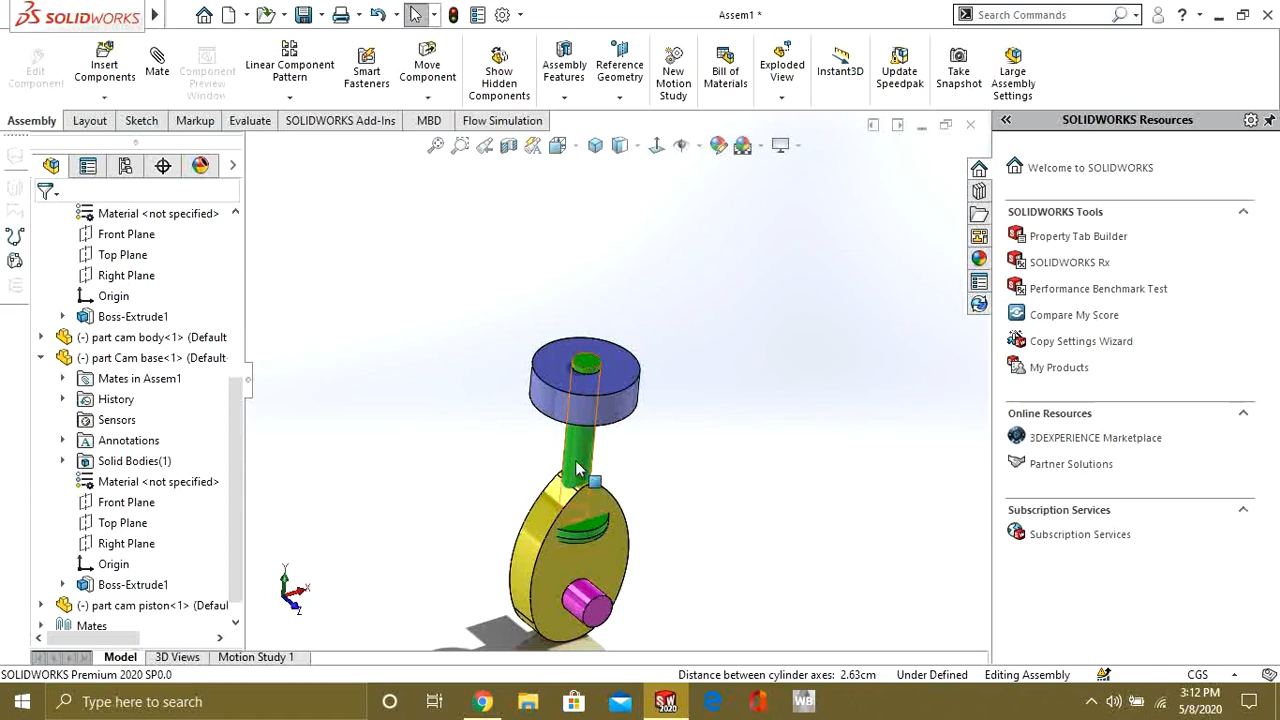 SOLIDWORKS
Assem1 *
Search Commands
Edit Component
Insert Components
Mate
Component Preview Window
Linear Component Pattern
Smart Fasteners
Move Component
Show Hidden Components
Assembly Features
Reference Geometry
New Motion Study
Bill of Materials
Exploded View
Instant3D
Update Speedpak
Take Snapshot
Large Assembly Settings
Assembly
Layout
Sketch
Markup
Evaluate
SOLIDWORKS Add-Ins
MBD
Flow Simulation
Material <not specified>
Front Plane
Top Plane
Right Plane
Origin
Boss-Extrude1
(-) part cam body<1> (Default
(-) part Cam base<1> (Default
Mates in Assem1
History
Sensors
Annotations
Solid Bodies(1)
Material <not specified>
Front Plane
Top Plane
Right Plane
Origin
Boss-Extrude1
(-) part cam piston<1> (Defau
Mates
Y
X
Z
SOLIDWORKS Resources
Welcome to SOLIDWORKS
SOLIDWORKS Tools
Property Tab Builder
SOLIDWORKS Rx
Performance Benchmark Test
Compare My Score
Copy Settings Wizard
My Products
Online Resources
3DEXPERIENCE Marketplace
Partner Solutions
Subscription Services
Subscription Services
Model
3D Views
Motion Study 1
SOLIDWORKS Premium 2020 SP0.0
Distance between cylinder axes: 2.63cm
Under Defined
Editing Assembly
CGS
Type here to search
SW 2020
WB
3:12 PM
5/8/2020